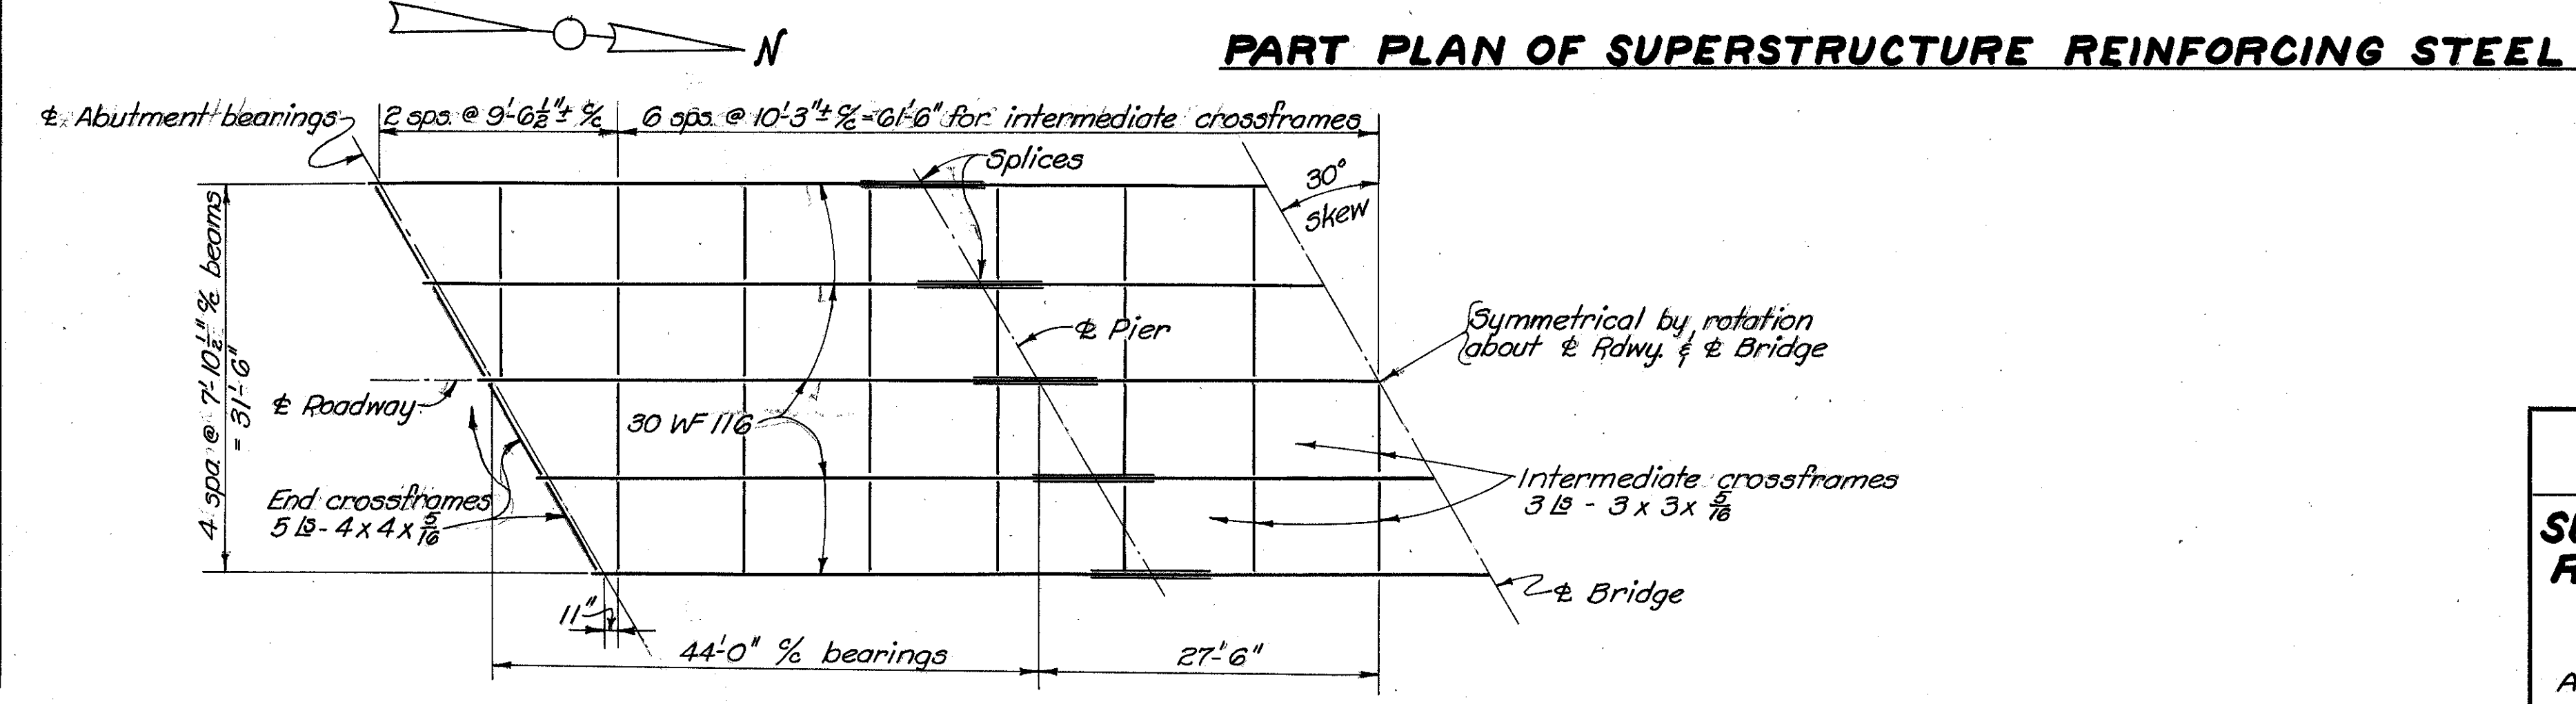 N
PART PLAN OF SUPERSTRUCTURE REINFORCING STEEL
℄ Abutment bearings
2 sps. @ 9'-6½"± c/c
6 sps. @ 10'-3"± c/c = 61'-6" for intermediate crossframes
Splices
30°
skew
4 spa. @ 7'-10½" c/c beams
= 31'-6"
℄ Pier
Symmetrical by rotation
about ℄ Rdwy. & ℄ Bridge
℄ Roadway
30 WF 116
End crossframes
5 Ls - 4 x 4 x 5/16
Intermediate crossframes
3 Ls - 3 x 3 x 5/16
℄ Bridge
11"
44'-0" c/c bearings
27'-6"